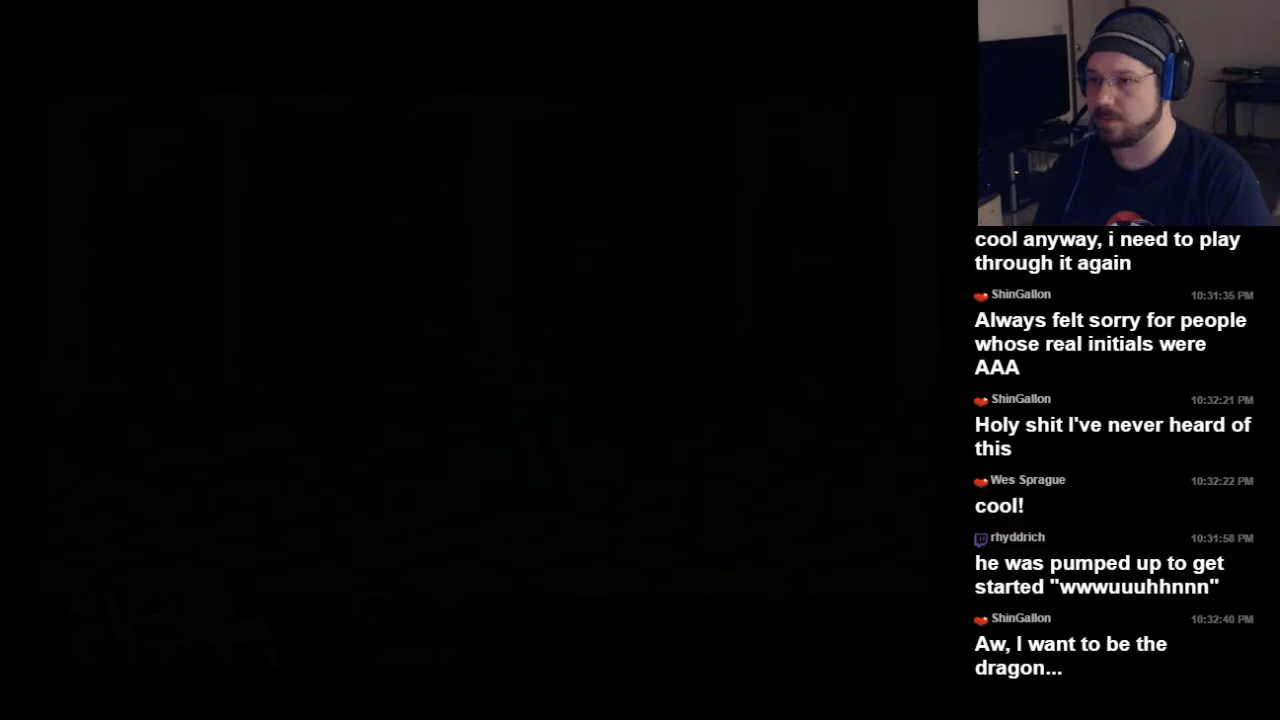 cool anyway, i need to play
through it again
ShinGallon 10:31:35 PM
Always felt sorry for people
whose real initials were
AAA
ShinGallon 10:32:21 PM
Holy shit I've never heard of
this
Wes Sprague 10:32:22 PM
cool!
rhyddrich 10:31:58 PM
he was pumped up to get
started "wwwuuuhhnnn"
ShinGallon 10:32:40 PM
Aw, I want to be the
dragon...